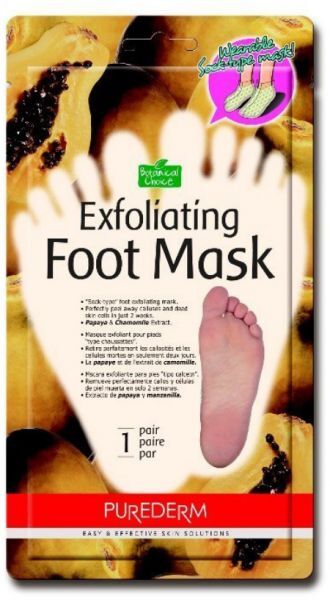 Wearable
Sock-type mask!
Botanical
Choice
Exfoliating
Foot Mask
• "Sock-type" foot exfoliating mask.
• Perfectly peel away calluses and dead
skin cells in just 2 weeks.
• Papaya & Chamomile Extract.
• Masque exfoliant pour pieds
"type chaussettes".
• Retire parfaitement les callosités et les
cellules mortes en seulement deux jours.
• La papaye et de l'extrait de camomille.
• Máscara exfoliante para pies "tipo calcetín".
• Remueve perfectamente callos y células
de piel muerta en solo 2 semanas.
• Extracto de papaya y manzanilla.
1 pair
paire
par
PUREDERM
EASY & EFFECTIVE SKIN SOLUTIONS